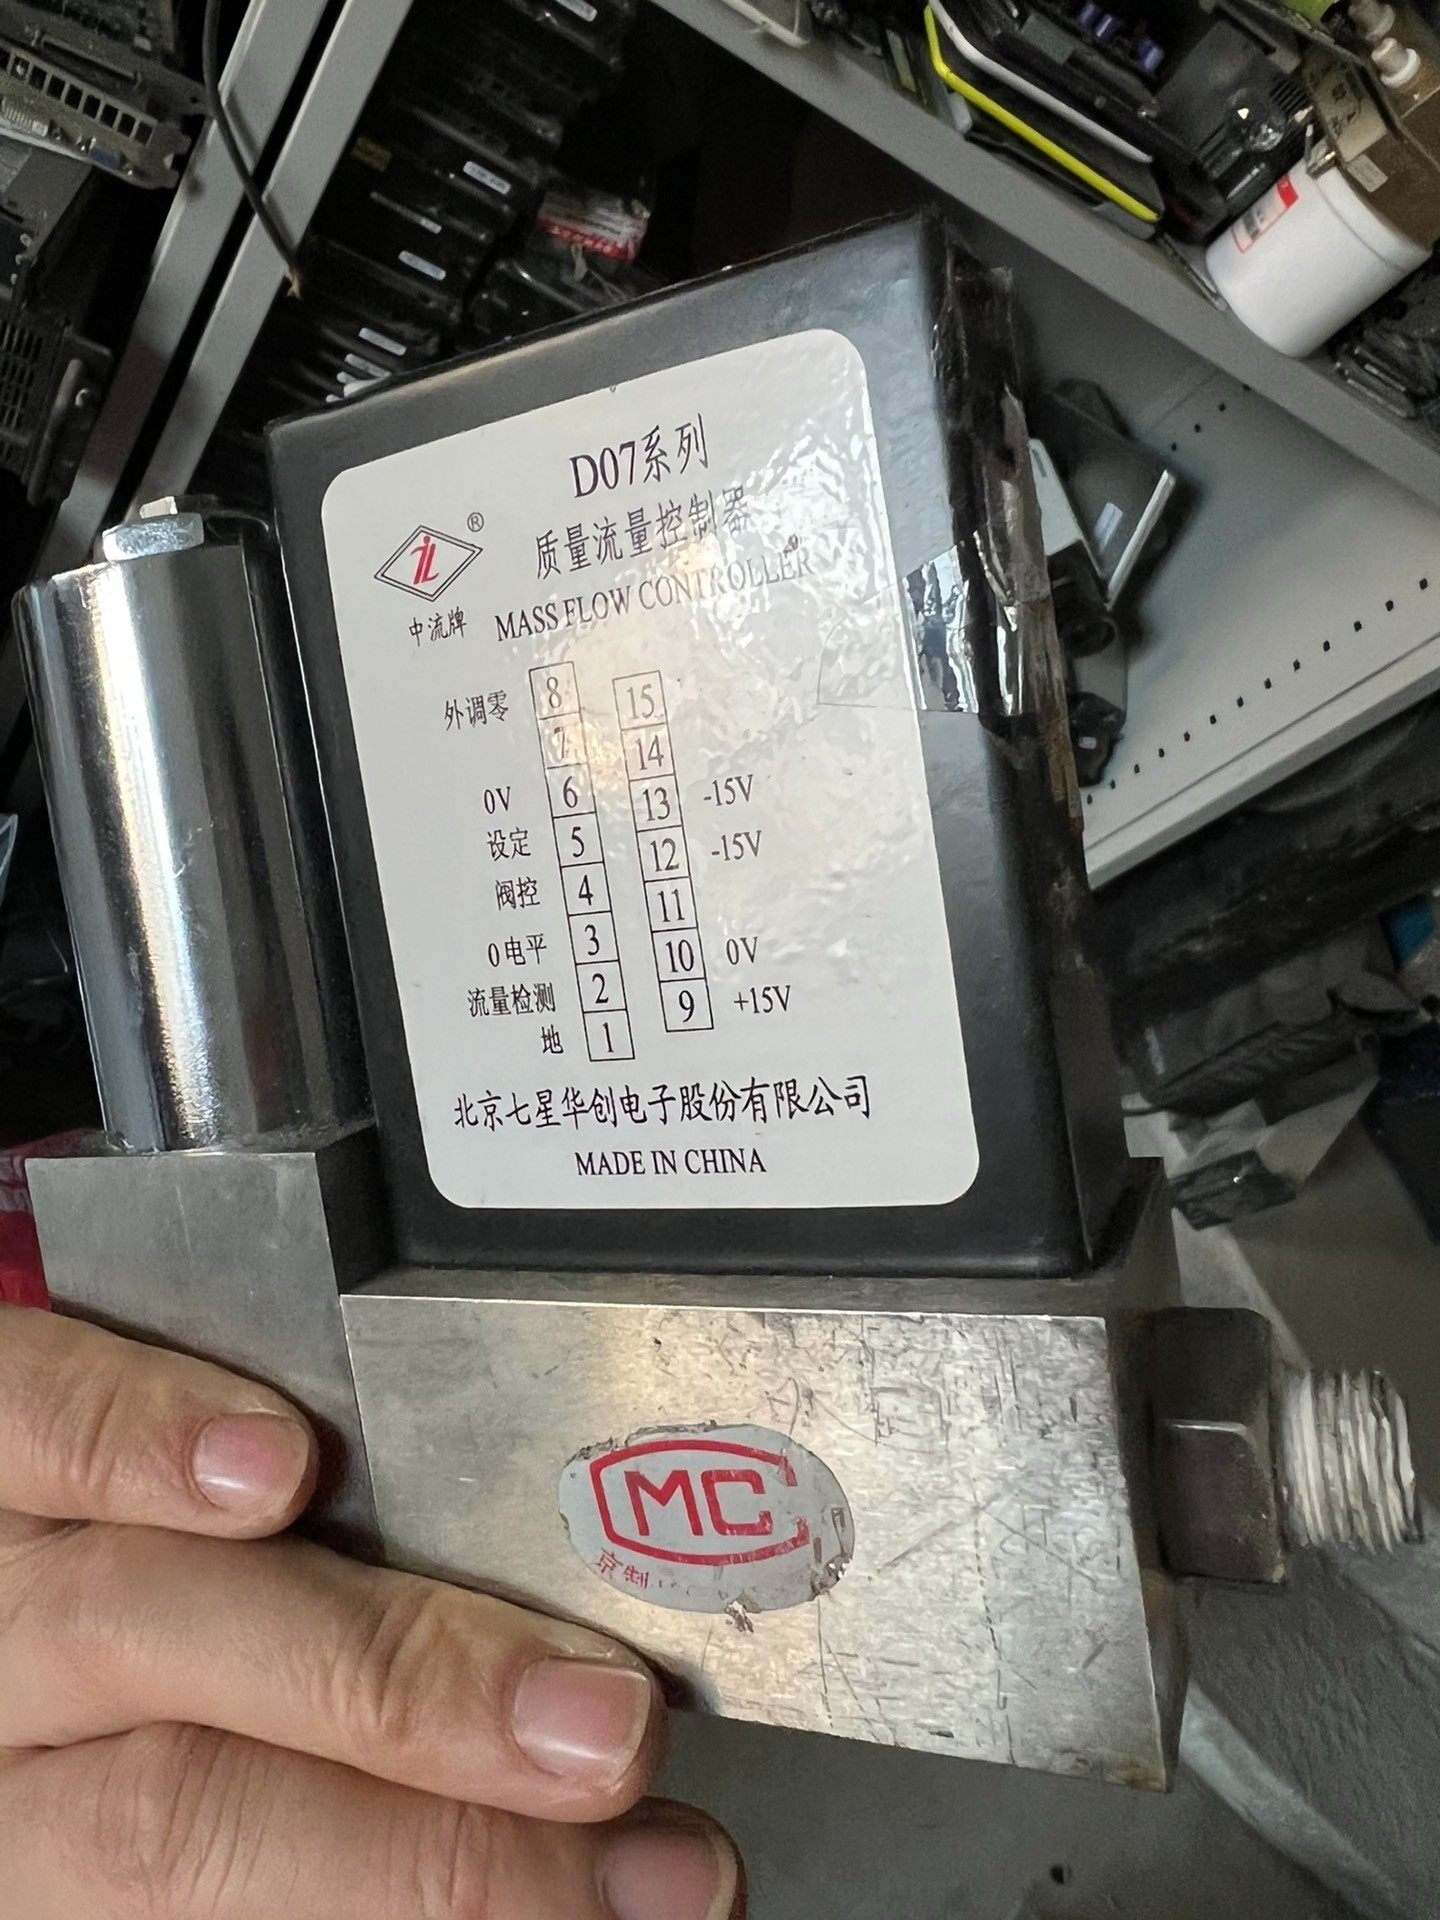 D07系列
质量流量控制器
MASS FLOW CONTROLLER
®
中流牌
外调零 8 15
7 14
0V 6 13 -15V
设定 5 12 -15V
阀控 4 11
0电平 3 10 0V
流量检测 2 9 +15V
地 1
北京七星华创电子股份有限公司
MADE IN CHINA
MC
京制